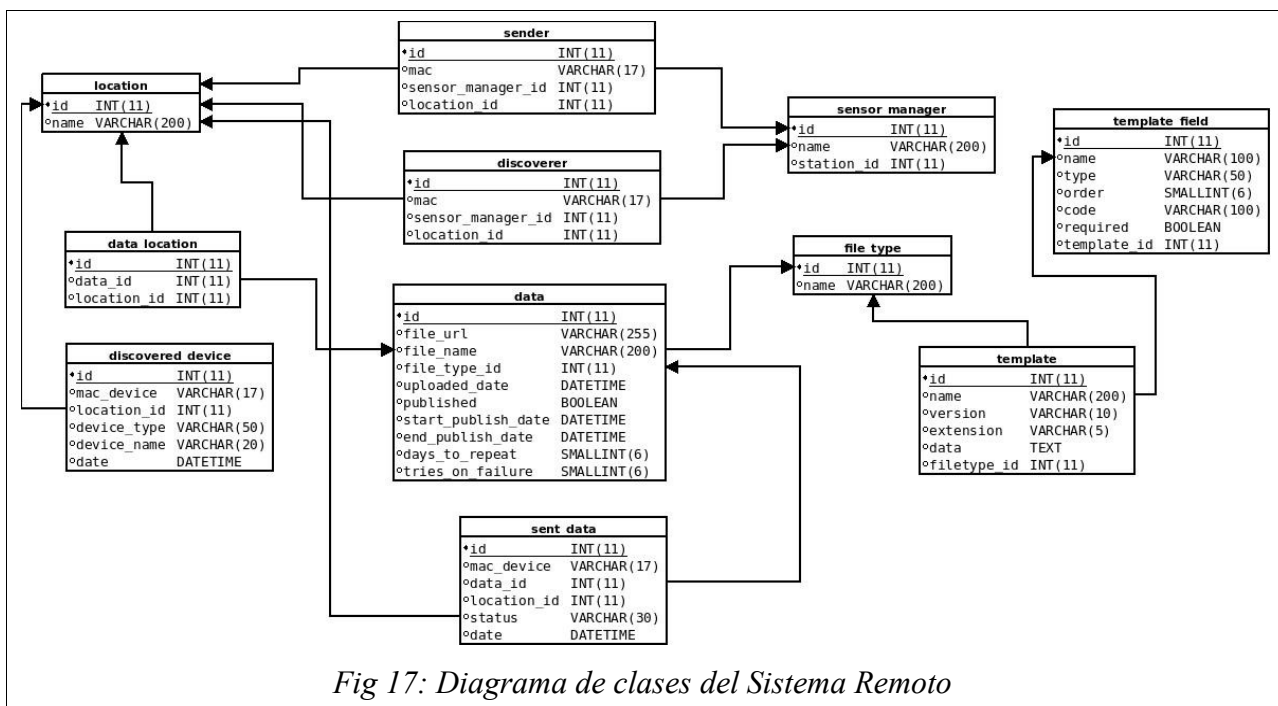 sender
id INT(11)
mac VARCHAR(17)
sensor_manager_id INT(11)
location_id INT(11)
location
id INT(11)
name VARCHAR(200)
sensor manager
id INT(11)
name VARCHAR(200)
station_id INT(11)
template field
id INT(11)
name VARCHAR(100)
type VARCHAR(50)
order SMALLINT(6)
code VARCHAR(100)
required BOOLEAN
template_id INT(11)
discoverer
id INT(11)
mac VARCHAR(17)
sensor_manager_id INT(11)
location_id INT(11)
data location
id INT(11)
data_id INT(11)
location_id INT(11)
file type
id INT(11)
name VARCHAR(200)
data
id INT(11)
file_url VARCHAR(255)
file_name VARCHAR(200)
file_type_id INT(11)
uploaded_date DATETIME
published BOOLEAN
start_publish_date DATETIME
end_publish_date DATETIME
days_to_repeat SMALLINT(6)
tries_on_failure SMALLINT(6)
discovered device
id INT(11)
mac_device VARCHAR(17)
location_id INT(11)
device_type VARCHAR(50)
device_name VARCHAR(20)
date DATETIME
template
id INT(11)
name VARCHAR(200)
version VARCHAR(10)
extension VARCHAR(5)
data TEXT
filetype_id INT(11)
sent data
id INT(11)
mac_device VARCHAR(17)
data_id INT(11)
location_id INT(11)
status VARCHAR(30)
date DATETIME
Fig 17: Diagrama de clases del Sistema Remoto